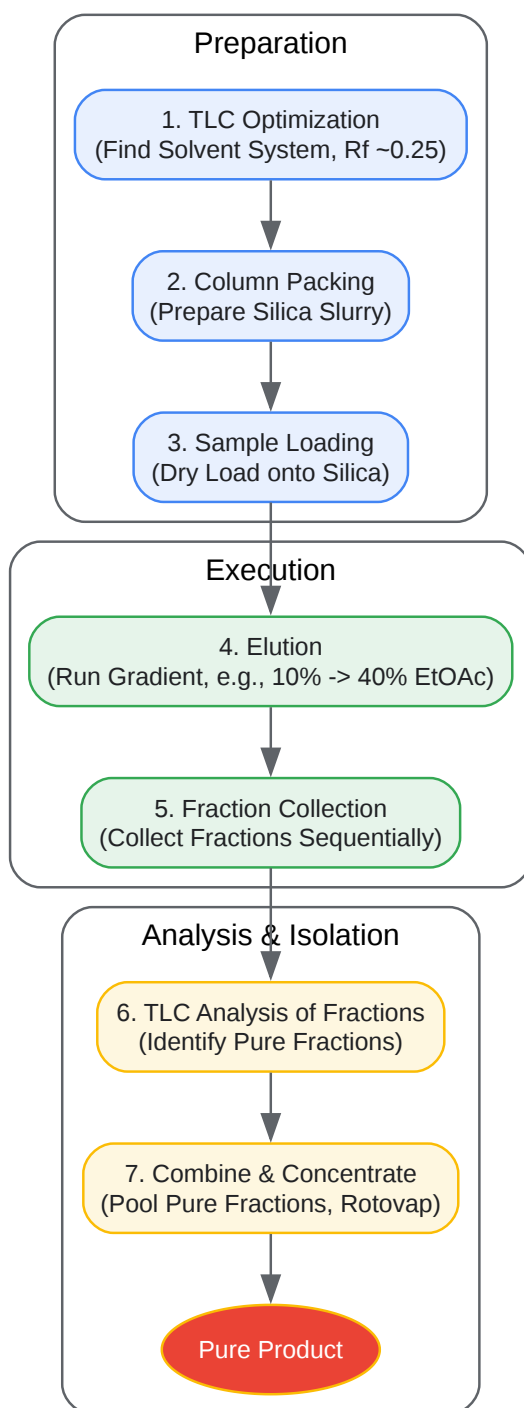 Preparation
1. TLC Optimization
(Find Solvent System, Rf ~0.25)
2. Column Packing
(Prepare Silica Slurry)
3. Sample Loading
(Dry Load onto Silica)
Execution
4. Elution
(Run Gradient, e.g., 10% -> 40% EtOAc)
5. Fraction Collection
(Collect Fractions Sequentially)
Analysis & Isolation
6. TLC Analysis of Fractions
(Identify Pure Fractions)
7. Combine & Concentrate
(Pool Pure Fractions, Rotovap)
Pure Product